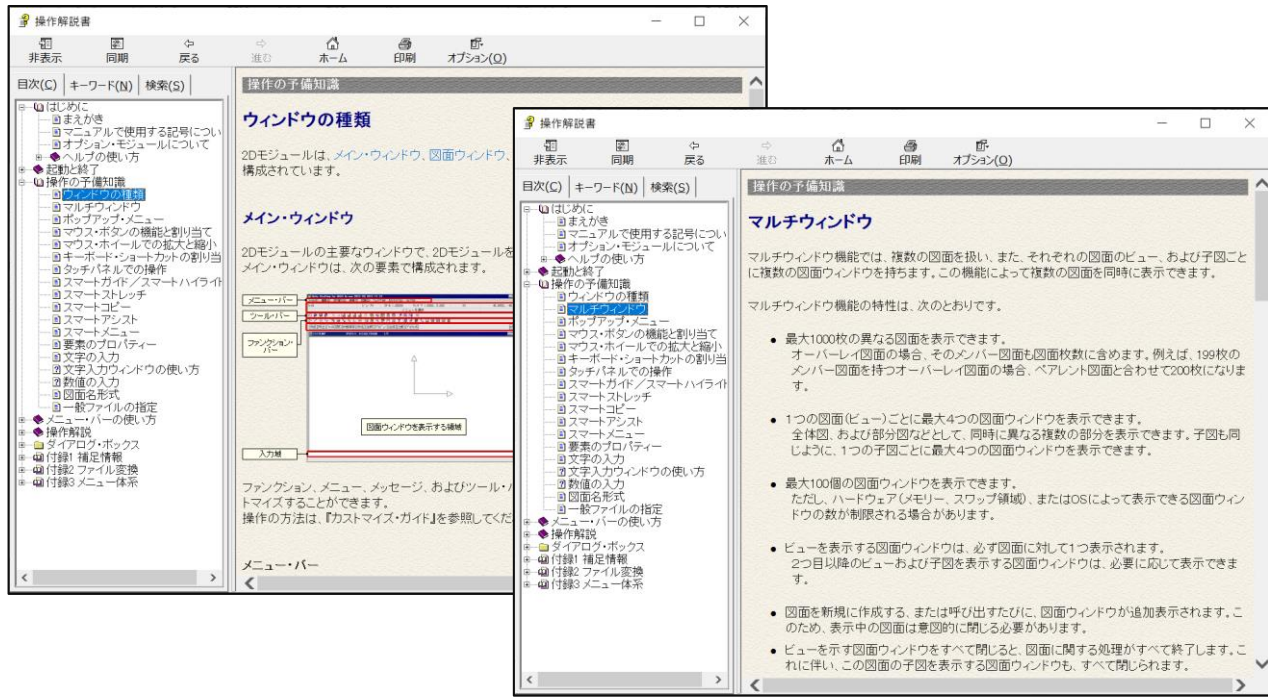 操作解説書
非表示 同期 戻る 進む ホーム 印刷 オプション(O)
目次(C) キーワード(N) 検索(S)
はじめに
まえがき
マニュアルで使用する記号につい
オプション・モジュールについて
ヘルプの使い方
起動と終了
操作の予備知識
ウィンドウの種類
マルチウィンドウ
ポップアップ・メニュー
マウス・ボタンの機能と割り当て
マウス・ホイールでの拡大と縮小
キーボード・ショートカットの割り当
タッチパネルでの操作
スマートガイド／スマートハイライト
スマートストレッチ
スマートコピー
スマートアシスト
スマートメニュー
要素のプロパティー
文字の入力
文字入力ウィンドウの使い方
数値の入力
図面名形式
一般ファイルの指定
メニュー・バーの使い方
操作解説
ダイアログ・ボックス
付録1 補足情報
付録2 ファイル変換
付録3 メニュー体系
操作の予備知識
ウィンドウの種類
2Dモジュールは、メイン・ウィンドウ、図面ウィンドウ、
構成されています。
メイン・ウィンドウ
2Dモジュールの主要なウィンドウで、2Dモジュールを
メイン・ウィンドウは、次の要素で構成されます。
メニュー・バー
ツール・バー
ファンクション・
バー
図面ウィンドウを表示する領域
入力域
ファンクション、メニュー、メッセージ、およびツール・バ
トマイズすることができます。
操作の方法は、『カストマイズ・ガイド』を参照してくだ
メニュー・バー
操作解説書
非表示 同期 戻る 進む ホーム 印刷 オプション(O)
目次(C) キーワード(N) 検索(S)
はじめに
まえがき
マニュアルで使用する記号につい
オプション・モジュールについて
ヘルプの使い方
起動と終了
操作の予備知識
ウィンドウの種類
マルチウィンドウ
ポップアップ・メニュー
マウス・ボタンの機能と割り当て
マウス・ホイールでの拡大と縮小
キーボード・ショートカットの割り当
タッチパネルでの操作
スマートガイド／スマートハイライト
スマートストレッチ
スマートコピー
スマートアシスト
スマートメニュー
要素のプロパティー
文字の入力
文字入力ウィンドウの使い方
数値の入力
図面名形式
一般ファイルの指定
メニュー・バーの使い方
操作解説
ダイアログ・ボックス
付録1 補足情報
付録2 ファイル変換
付録3 メニュー体系
操作の予備知識
マルチウィンドウ
マルチウィンドウ機能では、複数の図面を扱い、また、それぞれの図面のビュー、および子図ごと
に複数の図面ウィンドウを持ちます。この機能によって複数の図面を同時に表示できます。
マルチウィンドウ機能の特性は、次のとおりです。
● 最大1000枚の異なる図面を表示できます。
オーバーレイ図面の場合、そのメンバー図面も図面枚数に含めます。例えば、199枚の
メンバー図面を持つオーバーレイ図面の場合、ペアレント図面と合わせて200枚になりま
す。
● 1つの図面(ビュー)ごとに最大4つの図面ウィンドウを表示できます。
全体図、および部分図などとして、同時に異なる複数の部分を表示できます。子図も同
じように、1つの子図ごとに最大4つの図面ウィンドウを表示できます。
● 最大100個の図面ウィンドウを表示できます。
ただし、ハードウェア(メモリー、スワップ領域)、またはOSによって表示できる図面ウィン
ドウの数が制限される場合があります。
● ビューを表示する図面ウィンドウは、必ず図面に対して1つ表示されます。
2つ目以降のビューおよび子図を表示する図面ウィンドウは、必要に応じて表示できま
す。
● 図面を新規に作成する、または呼び出すたびに、図面ウィンドウが追加表示されます。こ
のため、表示中の図面は意図的に閉じる必要があります。
● ビューを示す図面ウィンドウをすべて閉じると、図面に関する処理がすべて終了します。こ
れに伴い、この図面の子図を表示する図面ウィンドウも、すべて閉じられます。